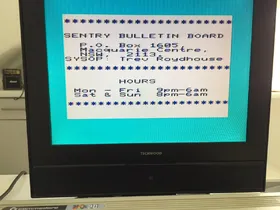 ************************
SENTRY BULLETIN BOARD
P.O. Box 1605,
Macquarie Centre,
NSW. 2113.
SYSOP: Trev Roydhouse
************************
HOURS
Mon - Fri 9pm-6am
Sat & Sun 8pm-6am
************************